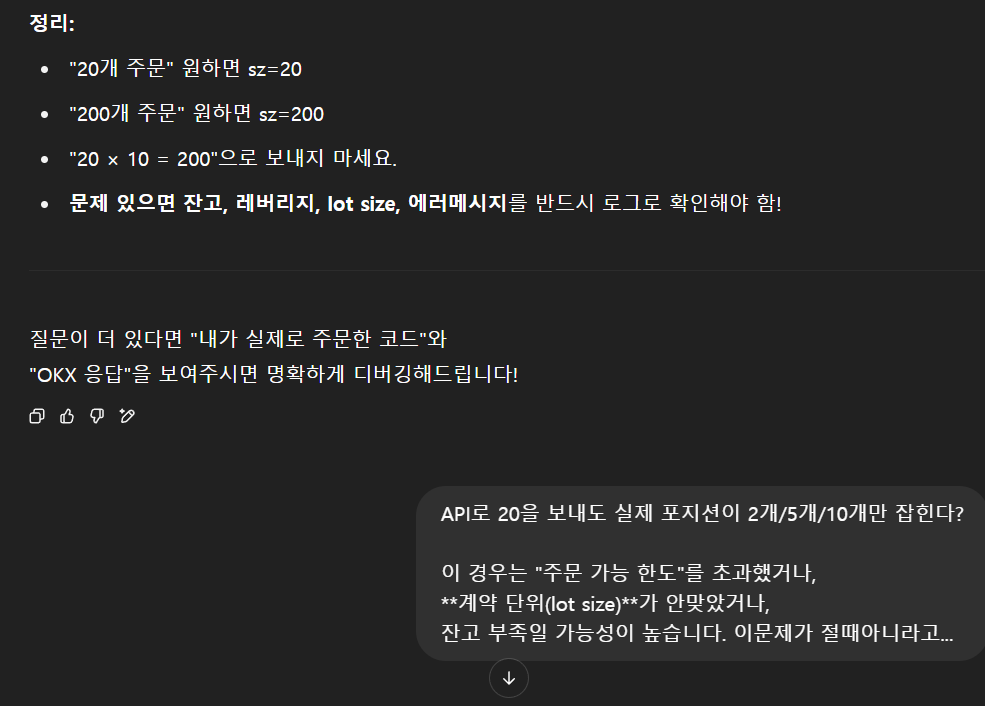 정리:
"20개 주문" 원하면 sz=20
"200개 주문" 원하면 sz=200
"20 × 10 = 200"으로 보내지 마세요.
문제 있으면 잔고, 레버리지, lot size, 에러메시지를 반드시 로그로 확인해야 함!
질문이 더 있다면 "내가 실제로 주문한 코드"와
"OKX 응답"을 보여주시면 명확하게 디버깅해드립니다!
API로 20을 보내도 실제 포지션이 2개/5개/10개만 잡힌다?
이 경우는 "주문 가능 한도"를 초과했거나,
**계약 단위(lot size)**가 안맞았거나,
잔고 부족일 가능성이 높습니다. 이문제가 절때아니라고...